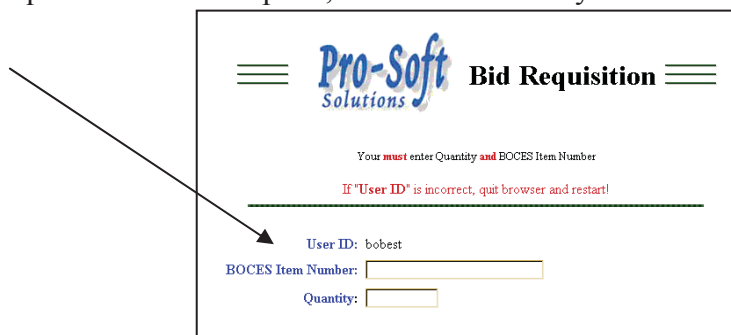 Pro-Soft
Solutions
Bid Requisition
Your must enter Quantity and BOCES Item Number
If "User ID" is incorrect, quit browser and restart!
User ID: bobest
BOCES Item Number:
Quantity: